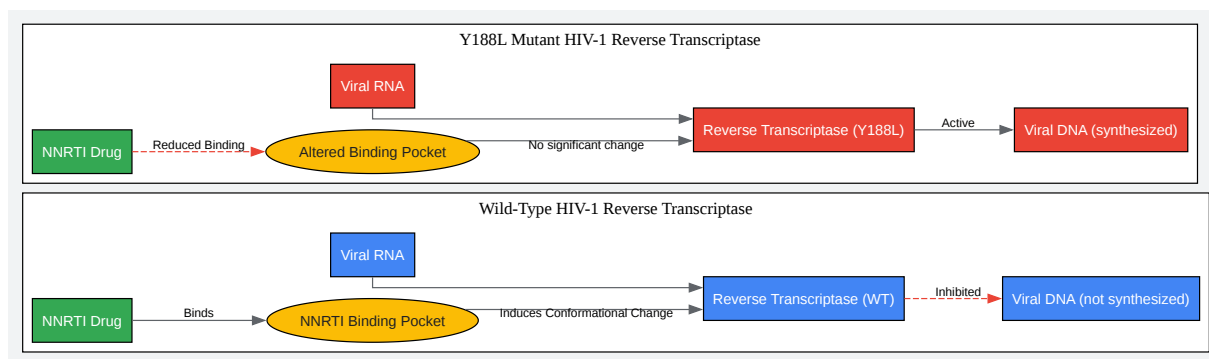 Y188L Mutant HIV-1 Reverse Transcriptase
Viral RNA
NNRTI Drug
Reduced Binding
Altered Binding Pocket
No significant change
Reverse Transcriptase (Y188L)
Active
Viral DNA (synthesized)
Wild-Type HIV-1 Reverse Transcriptase
Viral RNA
NNRTI Drug
Binds
NNRTI Binding Pocket
Induces Conformational Change
Reverse Transcriptase (WT)
Inhibited
Viral DNA (not synthesized)